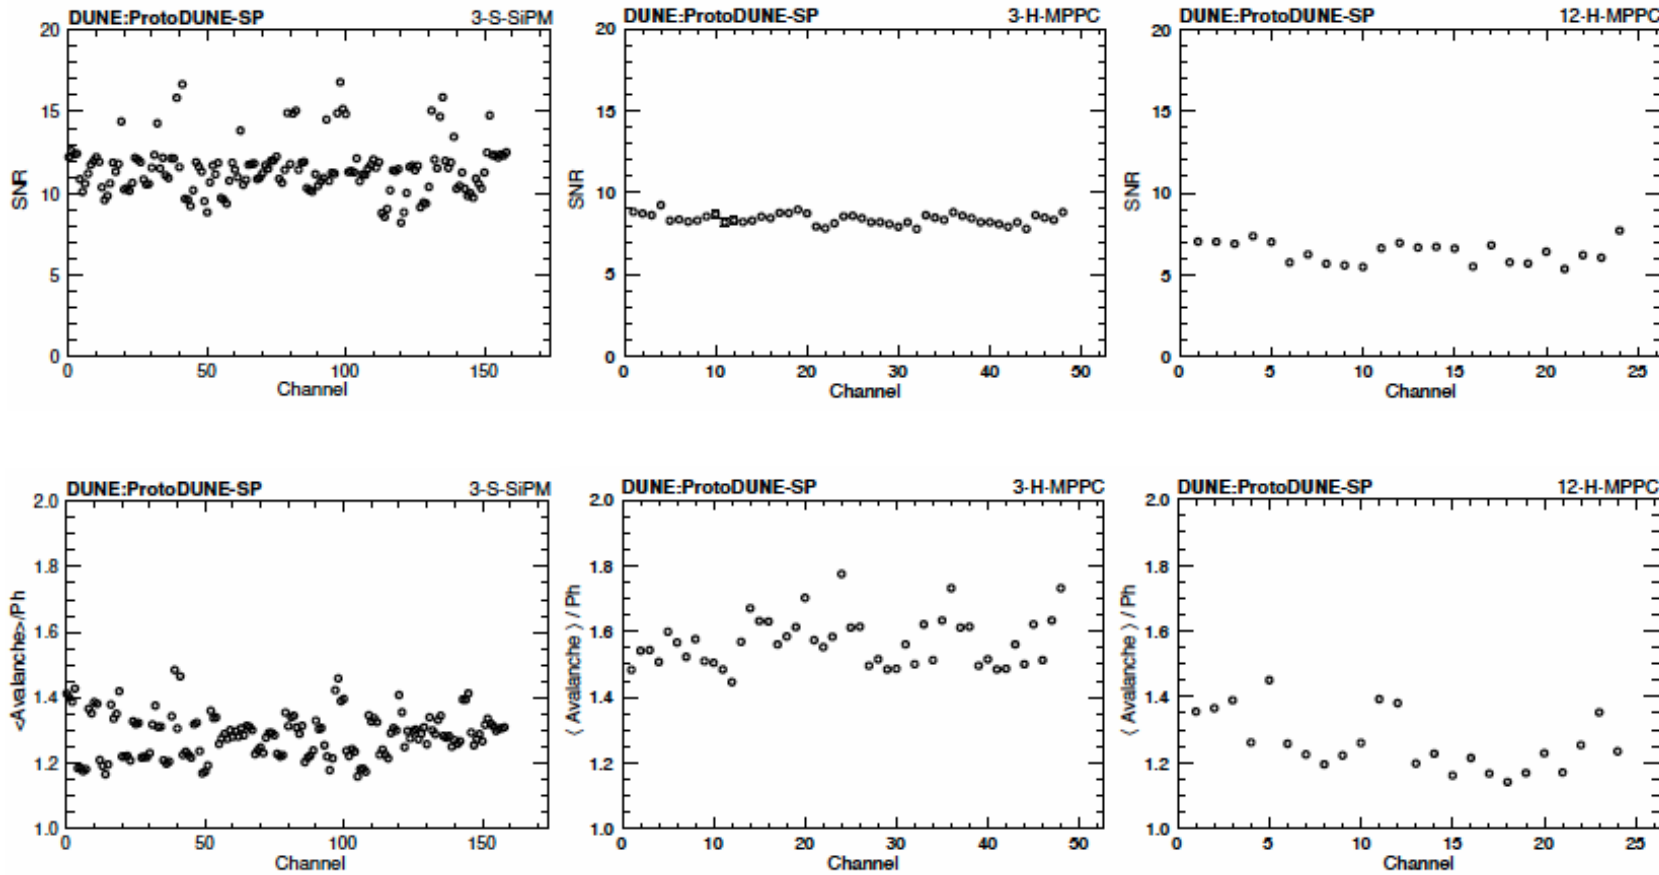 DUNE:ProtoDUNE-SP 3-S-SiPM
20
15
10
5
0
SNR
0 50 100 150
Channel
DUNE:ProtoDUNE-SP 3-H-MPPC
20
15
10
5
0
SNR
0 10 20 30 40 50
Channel
DUNE:ProtoDUNE-SP 12-H-MPPC
20
15
10
5
0
SNR
0 5 10 15 20 25
Channel
DUNE:ProtoDUNE-SP 3-S-SiPM
2.0
1.8
1.6
1.4
1.2
1.0
<Avalanche>/Ph
0 50 100 150
Channel
DUNE:ProtoDUNE-SP 3-H-MPPC
2.0
1.8
1.6
1.4
1.2
1.0
⟨ Avalanche ⟩ / Ph
0 10 20 30 40 50
Channel
DUNE:ProtoDUNE-SP 12-H-MPPC
2.0
1.8
1.6
1.4
1.2
1.0
⟨ Avalanche ⟩ / Ph
0 5 10 15 20 25
Channel